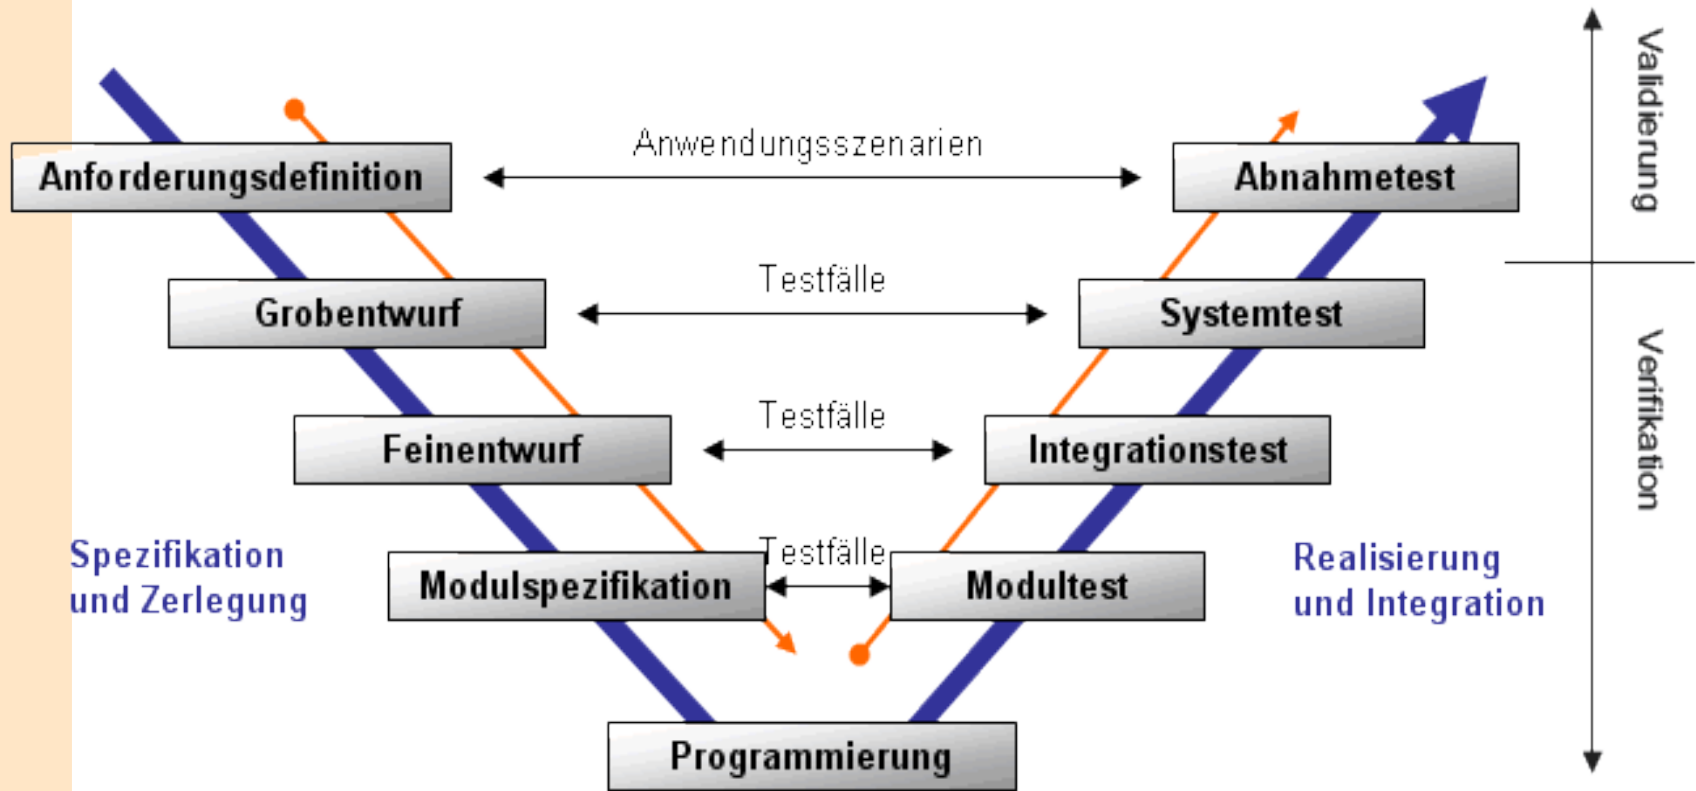 Validierung
Anwendungsszenarien
Anforderungsdefinition
Abnahmetest
Testfälle
Grobentwurf
Systemtest
Verifikation
Testfälle
Feinentwurf
Integrationstest
Testfälle
Spezifikation
und Zerlegung
Modulspezifikation
Modultest
Realisierung
und Integration
Programmierung